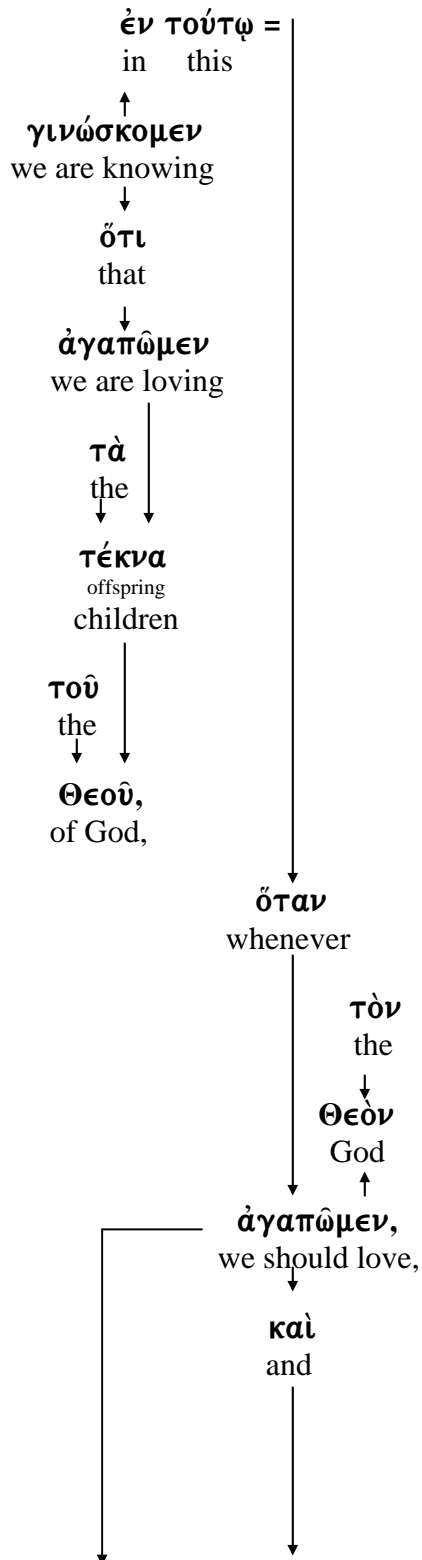 ἐν τούτῳ =
in this
γινώσκομεν
we are knowing
ὅτι
that
ἀγαπῶμεν
we are loving
τὰ
the
τέκνα
offspring
children
τοῦ
the
Θεοῦ,
of God,
ὅταν
whenever
τὸν
the
Θεὸν
God
ἀγαπῶμεν,
we should love,
καὶ
and